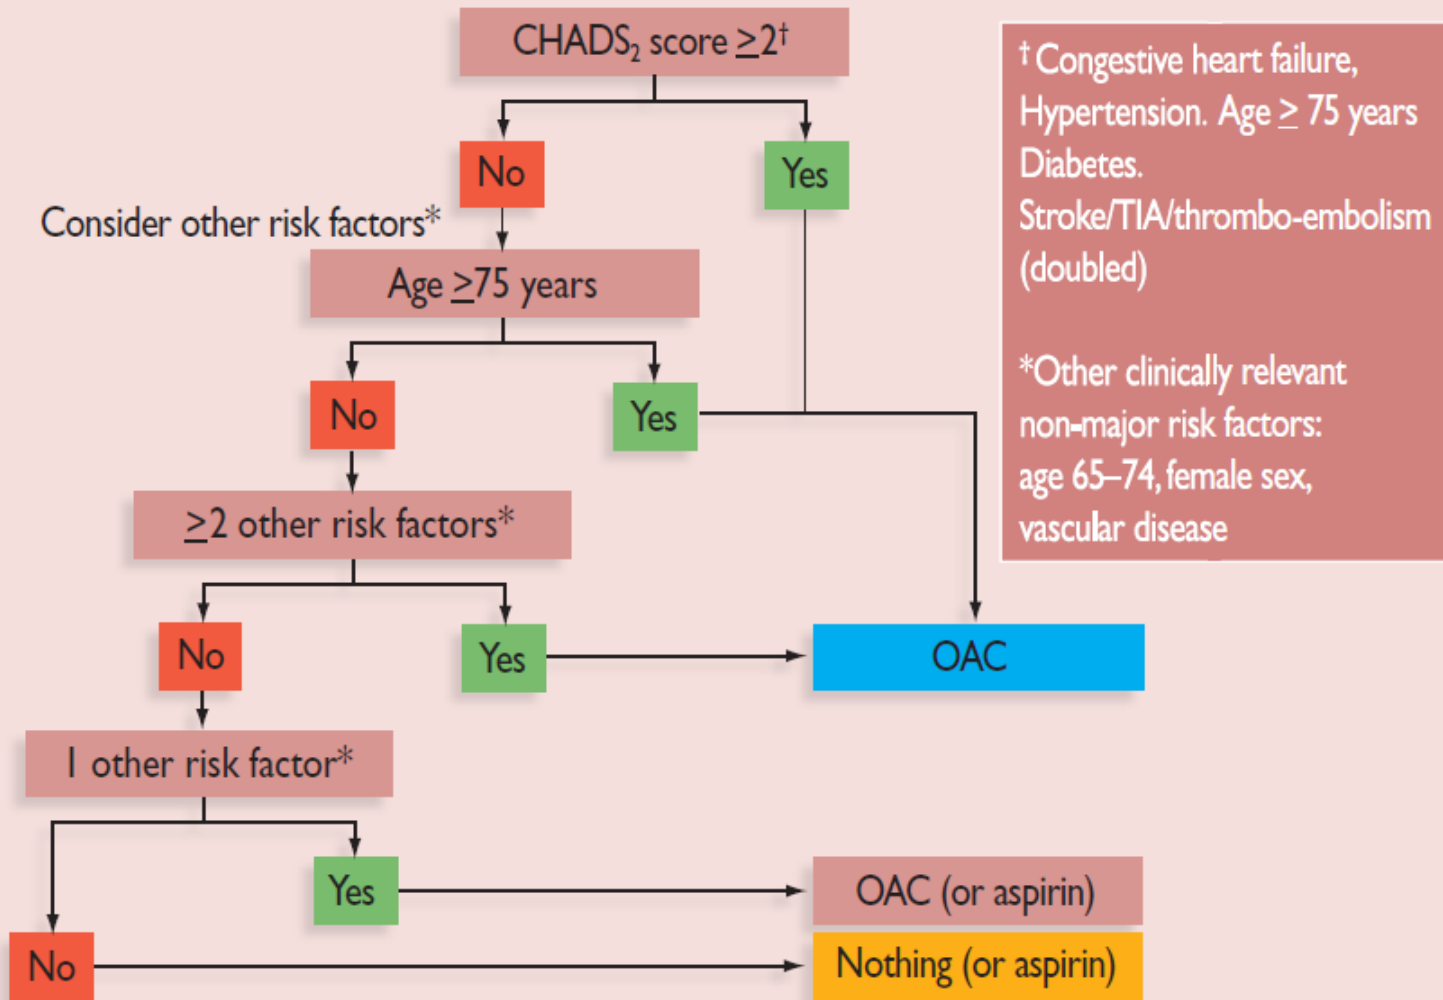 CHADS₂ score ≥2†
No
Yes
Consider other risk factors*
Age ≥75 years
No
Yes
≥2 other risk factors*
No
Yes
OAC
1 other risk factor*
Yes
OAC (or aspirin)
No
Nothing (or aspirin)
† Congestive heart failure,
Hypertension. Age ≥ 75 years
Diabetes.
Stroke/TIA/thrombo-embolism
(doubled)
*Other clinically relevant
non-major risk factors:
age 65–74, female sex,
vascular disease